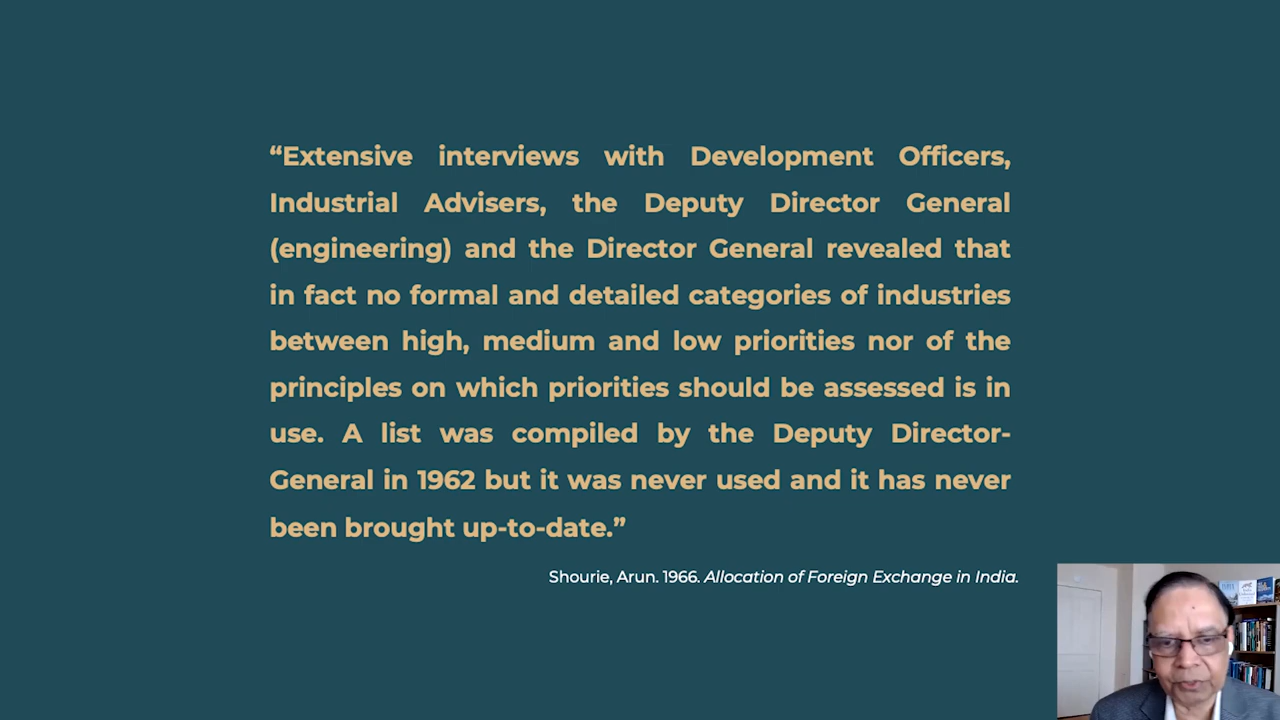 “Extensive interviews with Development Officers,
Industrial Advisers, the Deputy Director General
(engineering) and the Director General revealed that
in fact no formal and detailed categories of industries
between high, medium and low priorities nor of the
principles on which priorities should be assessed is in
use. A list was compiled by the Deputy Director-
General in 1962 but it was never used and it has never
been brought up-to-date.”
Shourie, Arun. 1966. Allocation of Foreign Exchange in India.